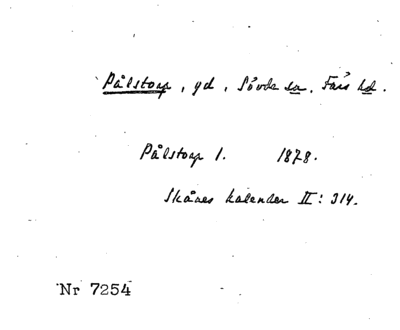 Pålstorp, gd, Sövde sn. Färs hd.
Pålstorp 1. 1878.
Skånes kalender II: 314.
Nr 7254